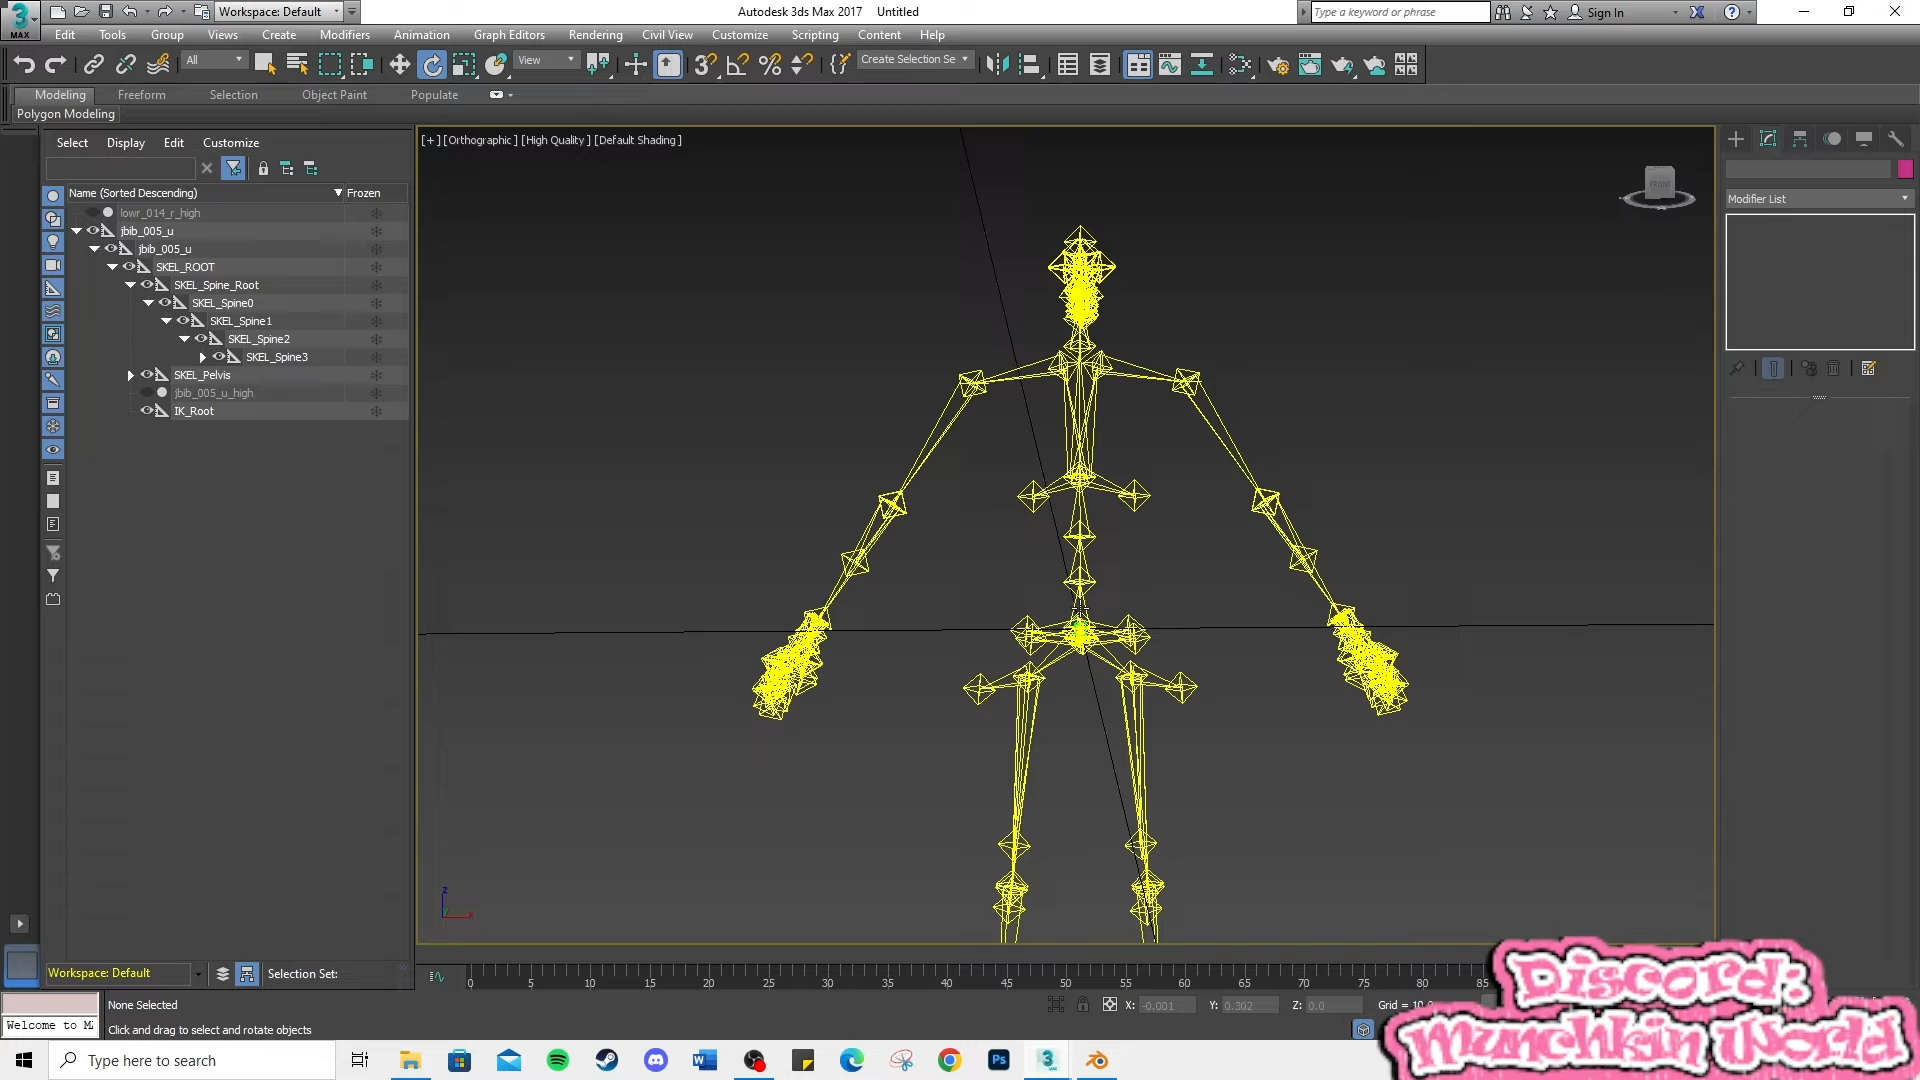 3 MAX Workspace: Default Autodesk 3ds Max 2017 Untitled Type a keyword or phrase Sign In
Edit Tools Group Views Create Modifiers Animation Graph Editors Rendering Civil View Customize Scripting Content Help
All View Create Selection Se
Modeling Freeform Selection Object Paint Populate
Polygon Modeling
Select Display Edit Customize
[+] [Orthographic] [High Quality] [Default Shading]
FRONT
Name (Sorted Descending) Frozen
Modifier List
lowr_014_r_high
jbib_005_u
jbib_005_u
SKEL_ROOT
SKEL_Spine_Root
SKEL_Spine0
SKEL_Spine1
SKEL_Spine2
SKEL_Spine3
SKEL_Pelvis
jbib_005_u_high
IK_Root
z
x
Workspace: Default Selection Set:
0 5 10 15 20 25 30 35 40 45 50 55 60 65 70 75 80 85
None Selected X: -0.001 Y: 0.302 Z: 0.0 Grid = 10.0
Welcome to M
Click and drag to select and rotate objects
Discord:
Munchkin World
Type here to search